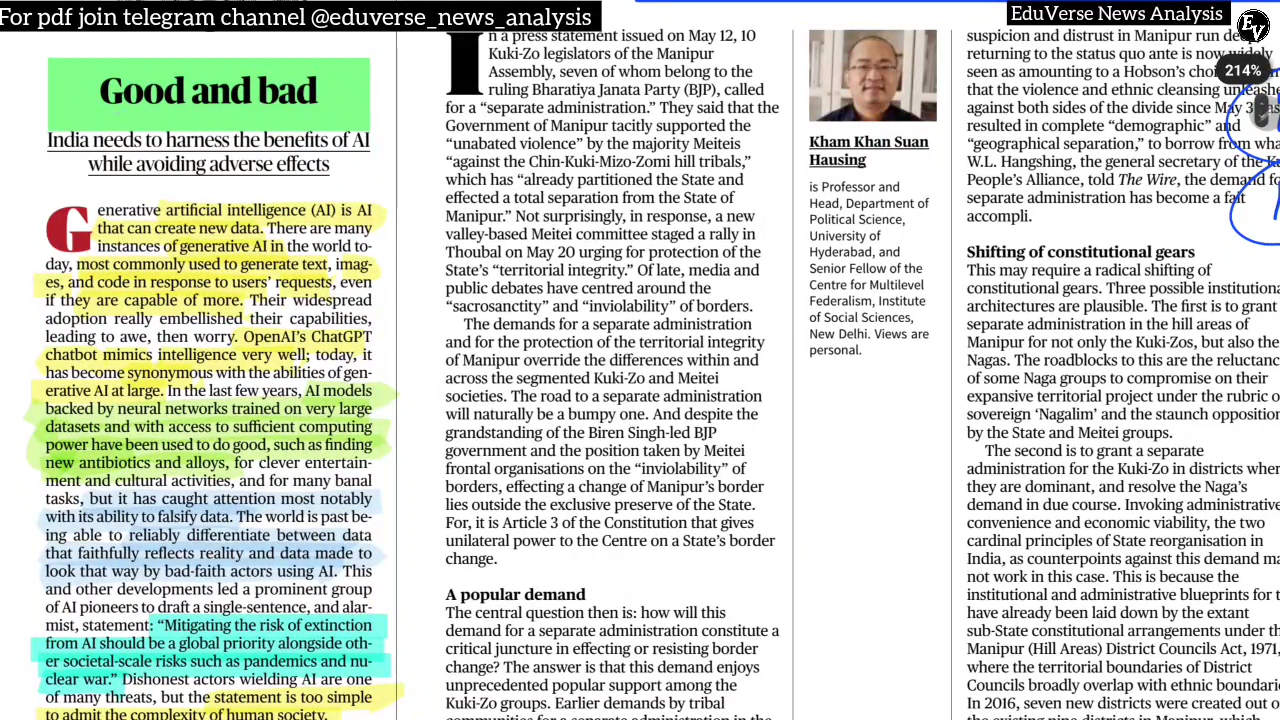 For pdf join telegram channel @eduverse_news_analysis
EduVerse News Analysis
214%
Good and bad
India needs to harness the benefits of AI
while avoiding adverse effects
Generative artificial intelligence (AI) is AI
that can create new data. There are many
instances of generative AI in the world to-
day, most commonly used to generate text, imag-
es, and code in response to users' requests, even
if they are capable of more. Their widespread
adoption really embellished their capabilities,
leading to awe, then worry. OpenAI's ChatGPT
chatbot mimics intelligence very well; today, it
has become synonymous with the abilities of gen-
erative AI at large. In the last few years, AI models
backed by neural networks trained on very large
datasets and with access to sufficient computing
power have been used to do good, such as finding
new antibiotics and alloys, for clever entertain-
ment and cultural activities, and for many banal
tasks, but it has caught attention most notably
with its ability to falsify data. The world is past be-
ing able to reliably differentiate between data
that faithfully reflects reality and data made to
look that way by bad-faith actors using AI. This
and other developments led a prominent group
of AI pioneers to draft a single-sentence, and alar-
mist, statement: “Mitigating the risk of extinction
from AI should be a global priority alongside oth-
er societal-scale risks such as pandemics and nu-
clear war.” Dishonest actors wielding AI are one
of many threats, but the statement is too simple
to admit the complexity of human society.
In a press statement issued on May 12, 10
Kuki-Zo legislators of the Manipur
Assembly, seven of whom belong to the
ruling Bharatiya Janata Party (BJP), called
for a “separate administration.” They said that the
Government of Manipur tacitly supported the
“unabated violence” by the majority Meiteis
“against the Chin-Kuki-Mizo-Zomi hill tribals,”
which has “already partitioned the State and
effected a total separation from the State of
Manipur.” Not surprisingly, in response, a new
valley-based Meitei committee staged a rally in
Thoubal on May 20 urging for protection of the
State's “territorial integrity.” Of late, media and
public debates have centred around the
“sacrosanctity” and “inviolability” of borders.
The demands for a separate administration
and for the protection of the territorial integrity
of Manipur override the differences within and
across the segmented Kuki-Zo and Meitei
societies. The road to a separate administration
will naturally be a bumpy one. And despite the
grandstanding of the Biren Singh-led BJP
government and the position taken by Meitei
frontal organisations on the “inviolability” of
borders, effecting a change of Manipur's border
lies outside the exclusive preserve of the State.
For, it is Article 3 of the Constitution that gives
unilateral power to the Centre on a State's border
change.
A popular demand
The central question then is: how will this
demand for a separate administration constitute a
critical juncture in effecting or resisting border
change? The answer is that this demand enjoys
unprecedented popular support among the
Kuki-Zo groups. Earlier demands by tribal
communities for a separate administration in the
Kham Khan Suan
Hausing
is Professor and
Head, Department of
Political Science,
University of
Hyderabad, and
Senior Fellow of the
Centre for Multilevel
Federalism, Institute
of Social Sciences,
New Delhi. Views are
personal.
suspicion and distrust in Manipur run
returning to the status quo ante is now widely
seen as amounting to a Hobson's
that the violence and ethnic cleansing
against both sides of the divide since May 3
resulted in complete “demographic” and
“geographical separation,” to borrow from
W.L. Hangshing, the general secretary of the
People's Alliance, told The Wire, the demand
separate administration has become a fait
accompli.
Shifting of constitutional gears
This may require a radical shifting of
constitutional gears. Three possible
architectures are plausible. The first is to grant
separate administration in the hill areas of
Manipur for not only the Kuki-Zos, but also the
Nagas. The roadblocks to this are the
of some Naga groups to compromise on their
expansive territorial project under the rubric
sovereign ‘Nagalim’ and the staunch
by the State and Meitei groups.
The second is to grant a separate
administration for the Kuki-Zo in districts
they are dominant, and resolve the Naga's
demand in due course. Invoking administrative
convenience and economic viability, the two
cardinal principles of State reorganisation in
India, as counterpoints against this demand
not work in this case. This is because the
institutional and administrative blueprints for
have already been laid down by the extant
sub-State constitutional arrangements under
Manipur (Hill Areas) District Councils Act, 1971,
where the territorial boundaries of District
Councils broadly overlap with ethnic
In 2016, seven new districts were created out
the existing nine districts in Manipur, which